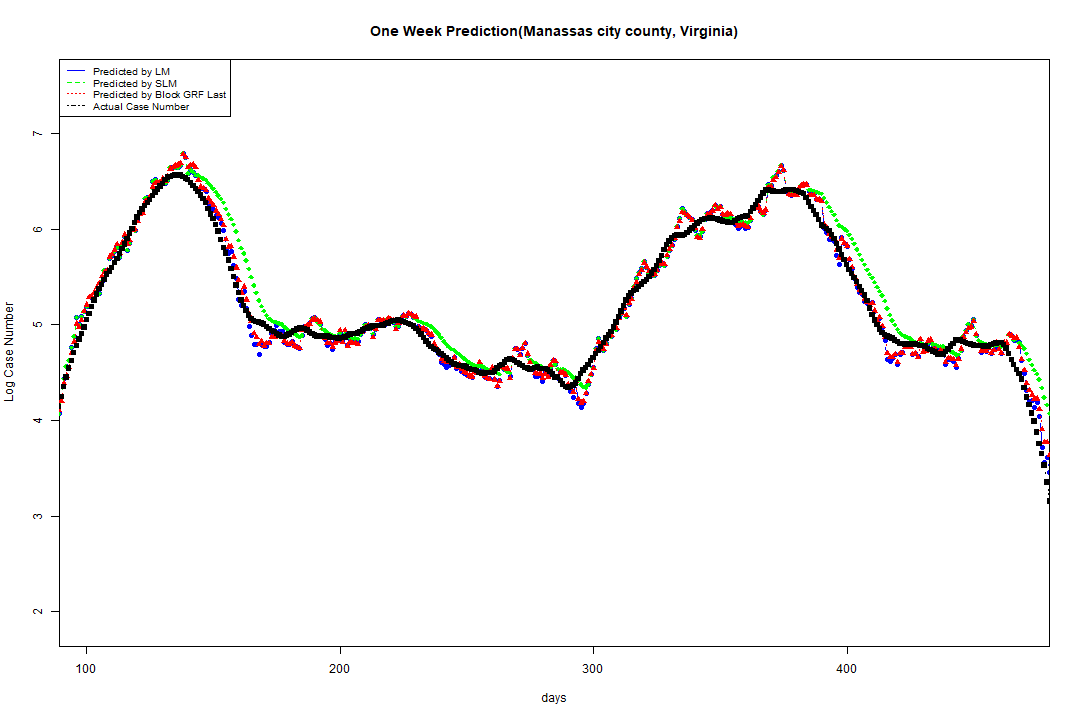 One Week Prediction(Manassas city county, Virginia)
Predicted by LM
Predicted by SLM
Predicted by Block GRF Last
Actual Case Number
7
6
5
4
3
2
Log Case Number
100 200 300 400
days